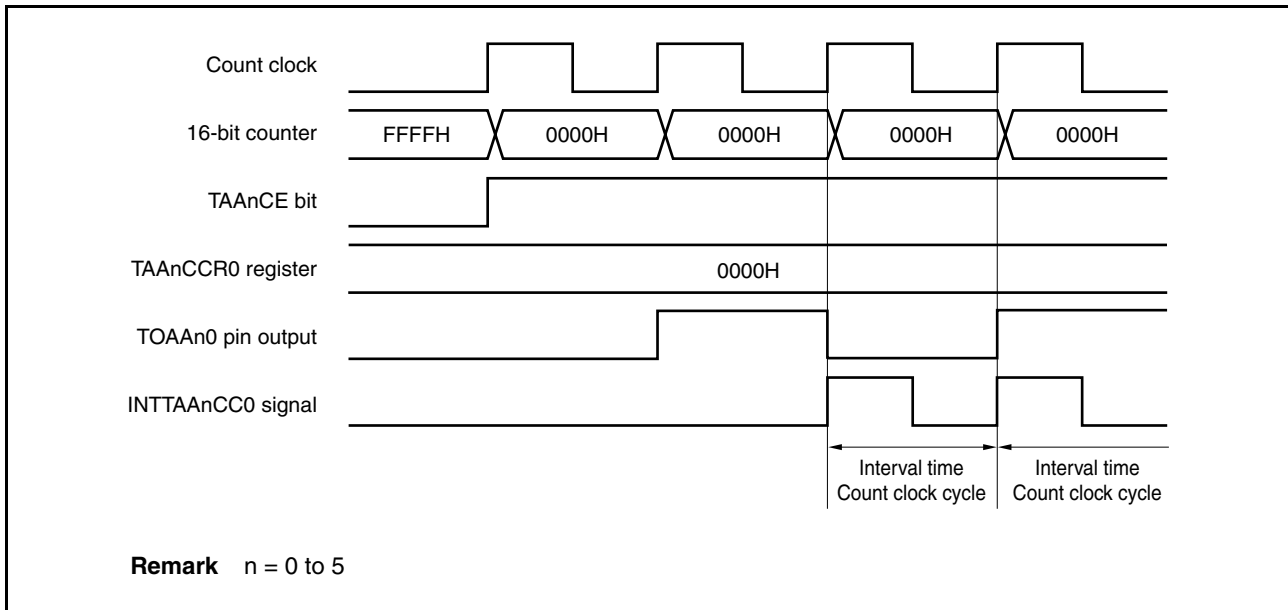 Count clock
16-bit counter FFFFH 0000H 0000H 0000H 0000H
TAAnCE bit
TAAnCCR0 register 0000H
TOAAn0 pin output
INTTAAnCC0 signal
Interval time Interval time
Count clock cycle Count clock cycle
Remark n = 0 to 5